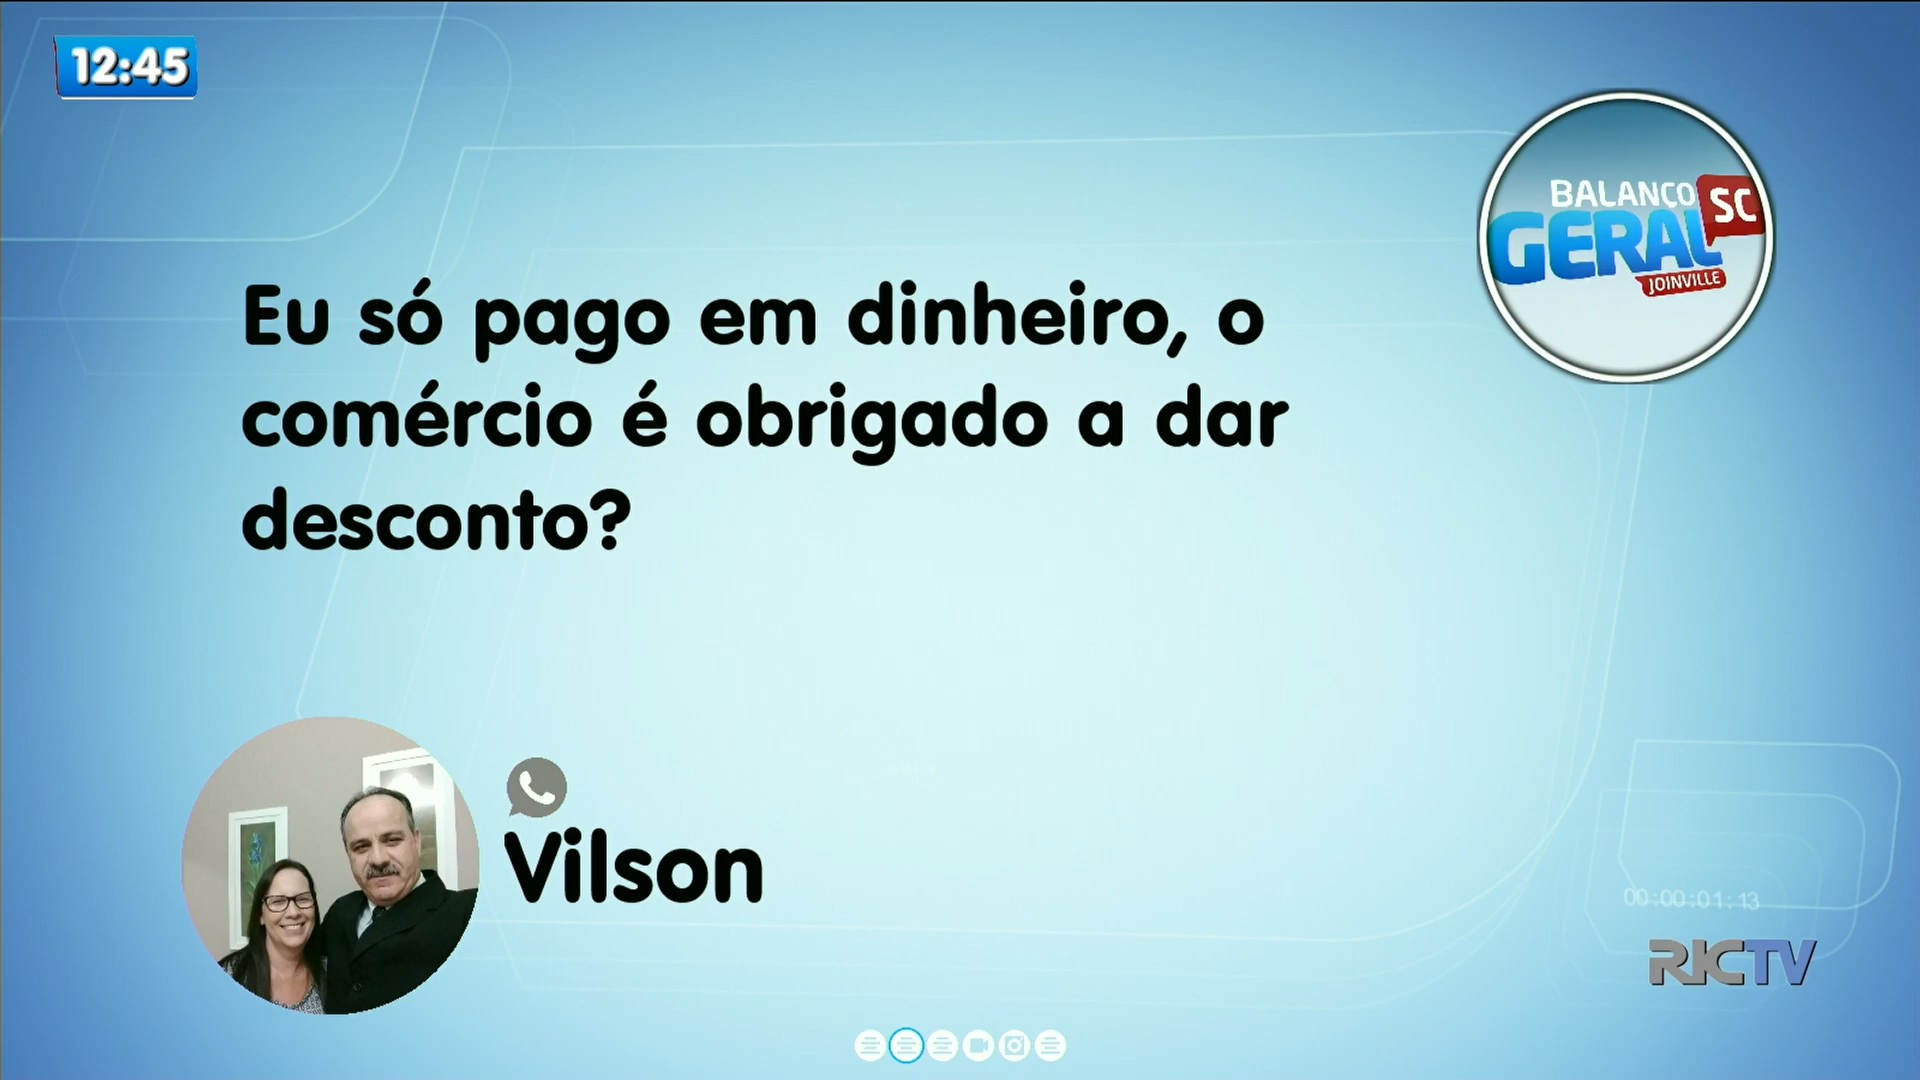 12:45
BALANÇO
GERAL SC
JOINVILLE
Eu só pago em dinheiro, o
comércio é obrigado a dar
desconto?
Vilson
00:00:01:13
RICTV